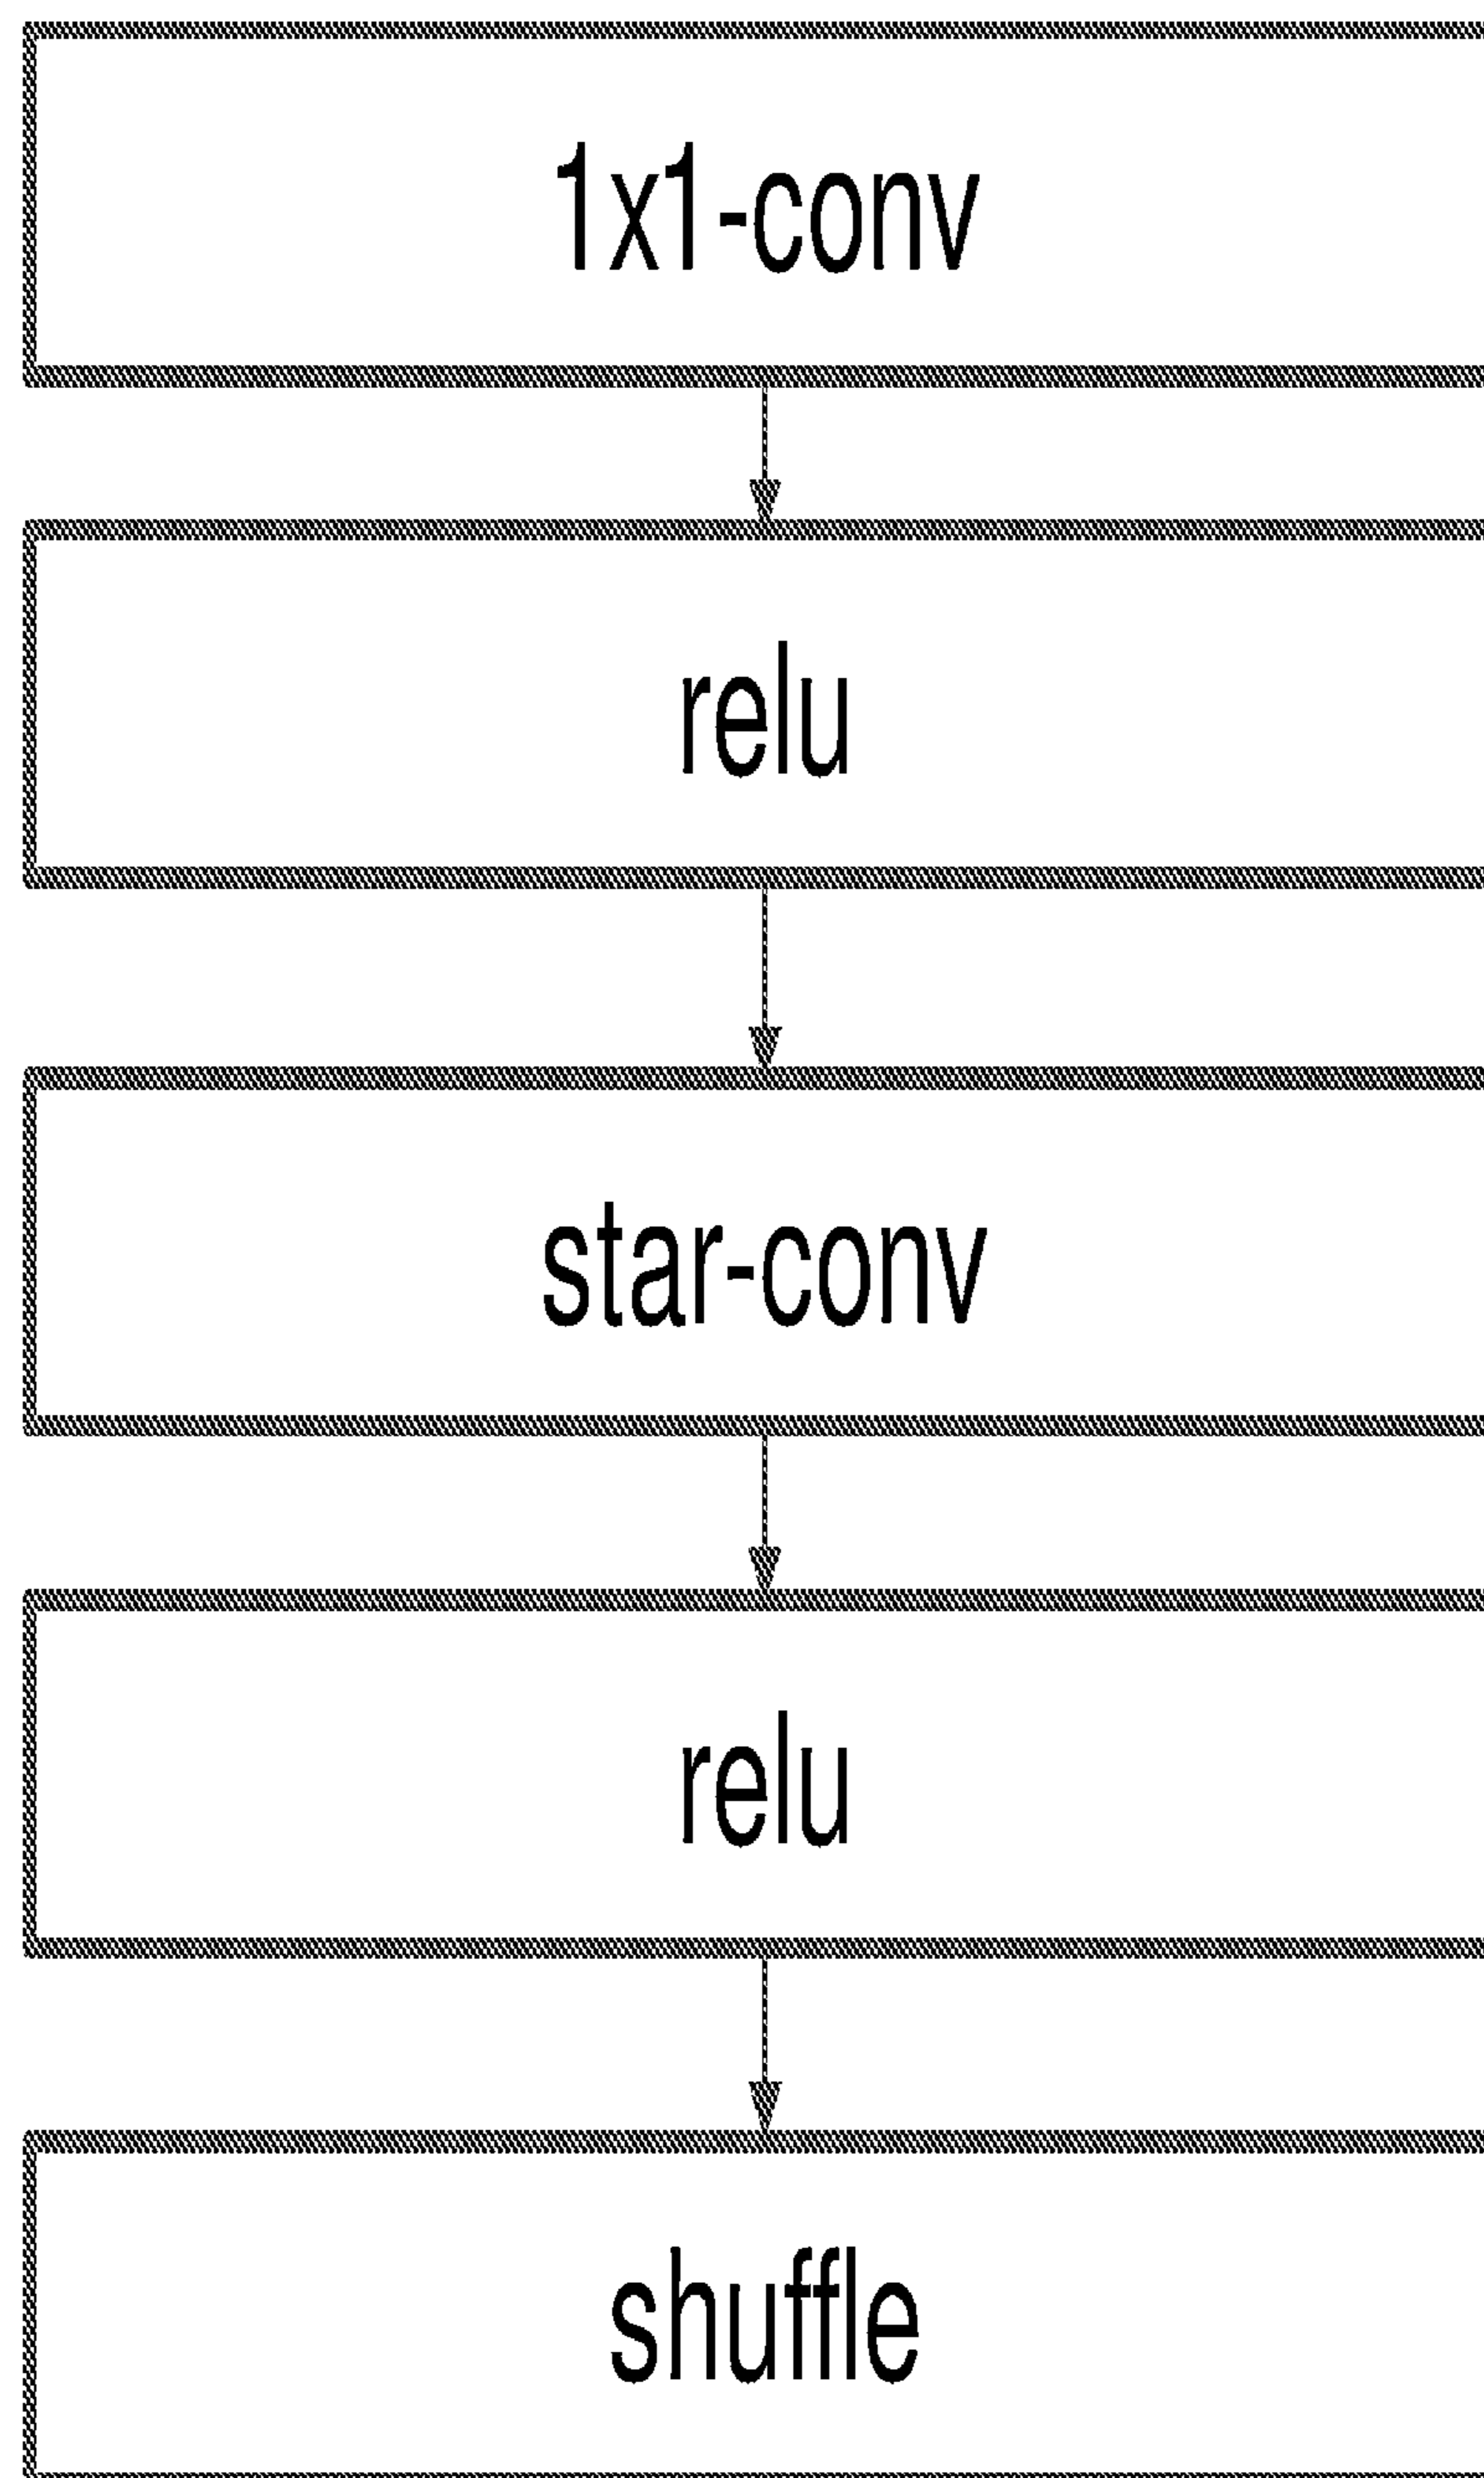 1x1-conv
relu
star-conv
relu
shuffle